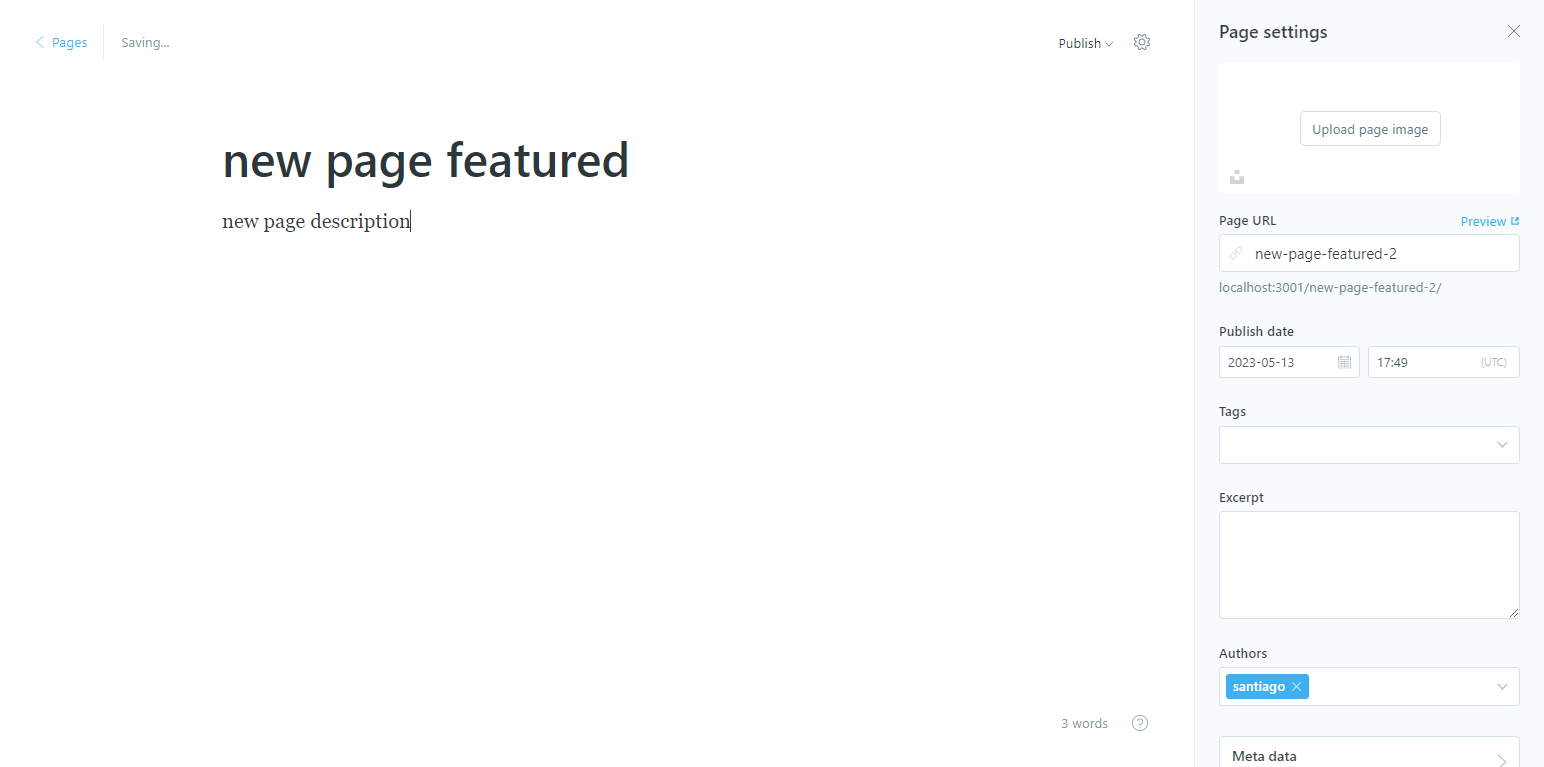 Pages
Saving...
Publish
new page featured
new page description
3 words
Page settings
Upload page image
Page URL
Preview
new-page-featured-2
localhost:3001/new-page-featured-2/
Publish date
2023-05-13
17:49
(UTC)
Tags
Excerpt
Authors
santiago
Meta data